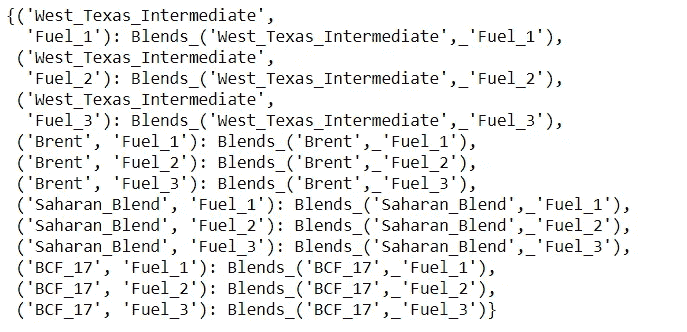 {('West_Texas_Intermediate',
'Fuel_1'): Blends_('West_Texas_Intermediate',_'Fuel_1'),
('West_Texas_Intermediate',
'Fuel_2'): Blends_('West_Texas_Intermediate',_'Fuel_2'),
('West_Texas_Intermediate',
'Fuel_3'): Blends_('West_Texas_Intermediate',_'Fuel_3'),
('Brent', 'Fuel_1'): Blends_('Brent',_'Fuel_1'),
('Brent', 'Fuel_2'): Blends_('Brent',_'Fuel_2'),
('Brent', 'Fuel_3'): Blends_('Brent',_'Fuel_3'),
('Saharan_Blend', 'Fuel_1'): Blends_('Saharan_Blend',_'Fuel_1'),
('Saharan_Blend', 'Fuel_2'): Blends_('Saharan_Blend',_'Fuel_2'),
('Saharan_Blend', 'Fuel_3'): Blends_('Saharan_Blend',_'Fuel_3'),
('BCF_17', 'Fuel_1'): Blends_('BCF_17',_'Fuel_1'),
('BCF_17', 'Fuel_2'): Blends_('BCF_17',_'Fuel_2'),
('BCF_17', 'Fuel_3'): Blends_('BCF_17',_'Fuel_3')}